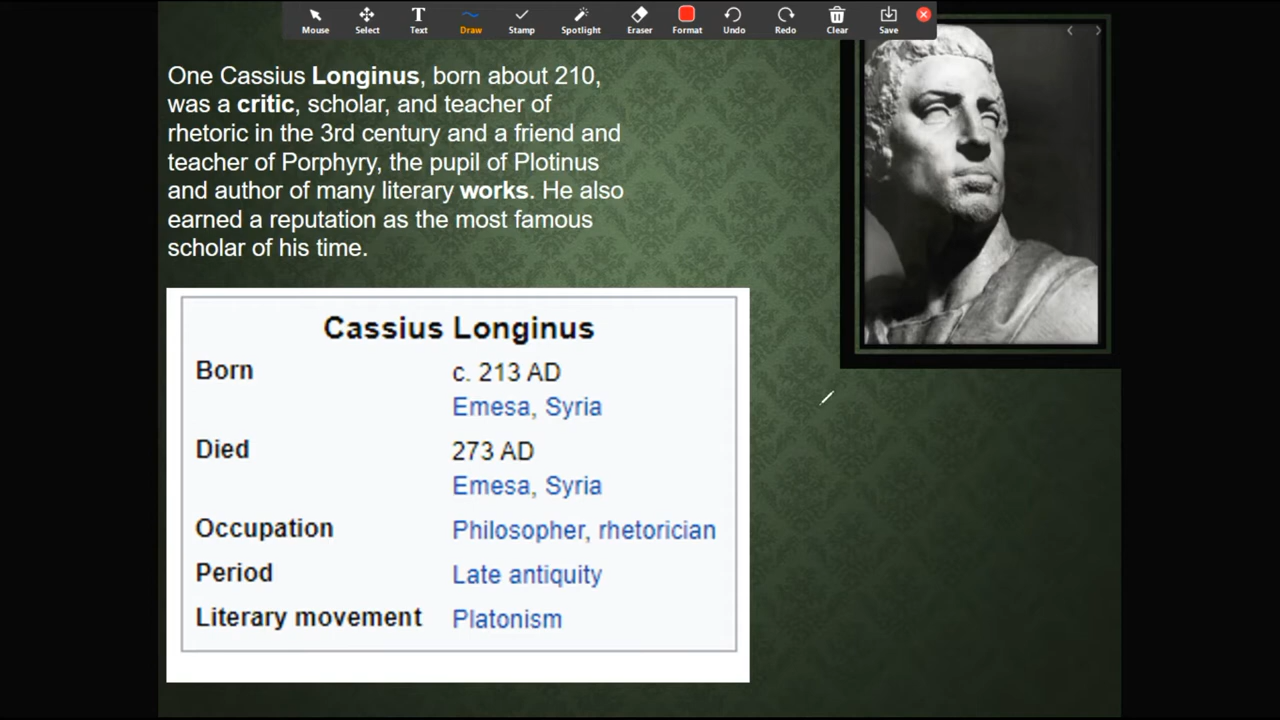 Mouse Select Text Draw Stamp Spotlight Eraser Format Undo Redo Clear Save
One Cassius Longinus, born about 210,
was a critic, scholar, and teacher of
rhetoric in the 3rd century and a friend and
teacher of Porphyry, the pupil of Plotinus
and author of many literary works. He also
earned a reputation as the most famous
scholar of his time.
Cassius Longinus
Born c. 213 AD
Emesa, Syria
Died 273 AD
Emesa, Syria
Occupation Philosopher, rhetorician
Period Late antiquity
Literary movement Platonism